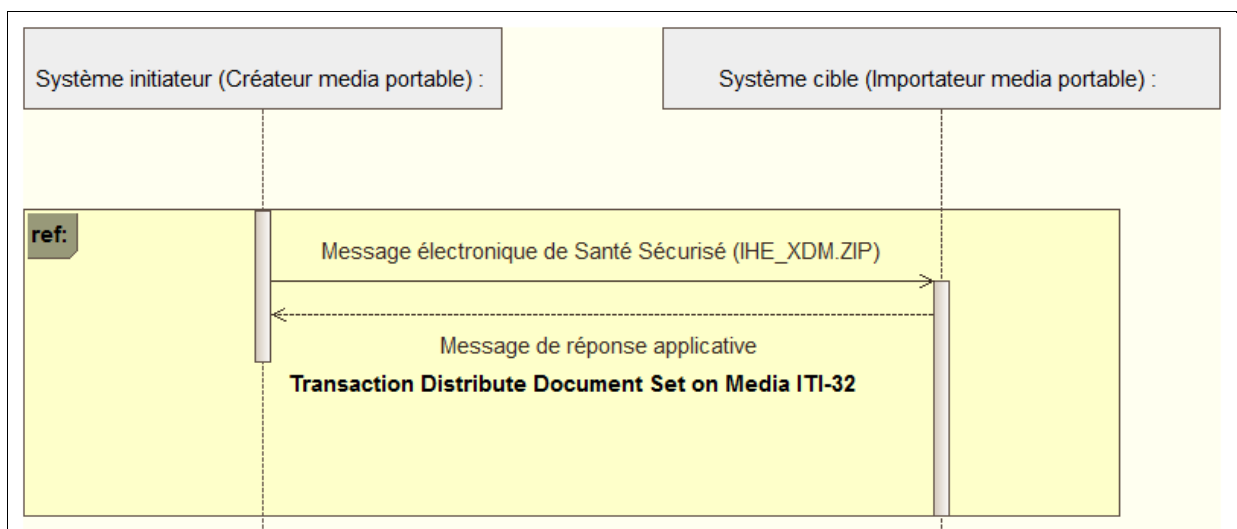 Système initiateur (Créateur media portable) :
Système cible (Importateur media portable) :
ref:
Message électronique de Santé Sécurisé (IHE_XDM.ZIP)
Message de réponse applicative
Transaction Distribute Document Set on Media ITI-32